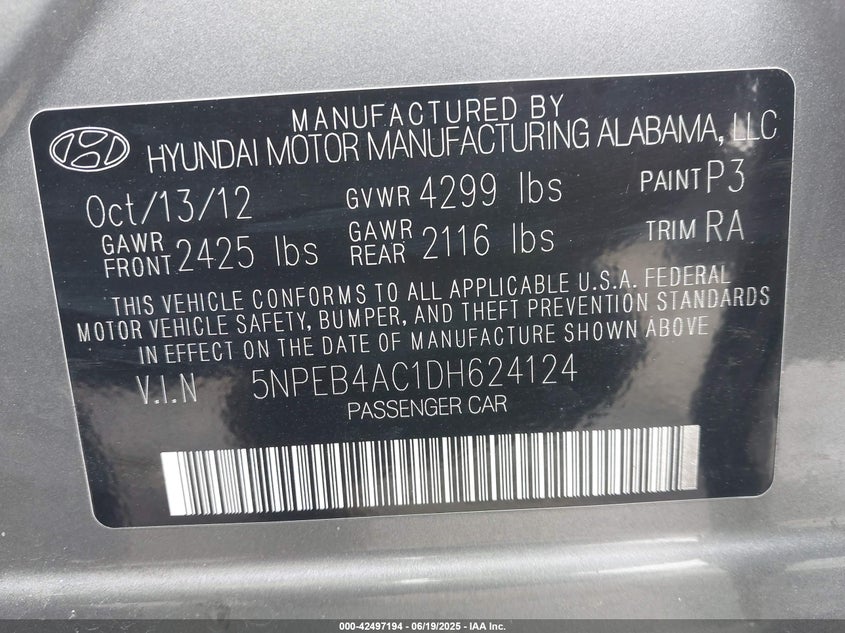 MANUFACTURED BY
HYUNDAI MOTOR MANUFACTURING ALABAMA, LLC
Oct/13/12 GVWR 4299 lbs PAINT P3
GAWR FRONT 2425 lbs GAWR REAR 2116 lbs TRIM RA
THIS VEHICLE CONFORMS TO ALL APPLICABLE U.S.A. FEDERAL
MOTOR VEHICLE SAFETY, BUMPER, AND THEFT PREVENTION STANDARDS
IN EFFECT ON THE DATE OF MANUFACTURE SHOWN ABOVE
V.I.N 5NPEB4AC1DH624124
PASSENGER CAR
000-42497194 - 06/19/2025 - IAA Inc.